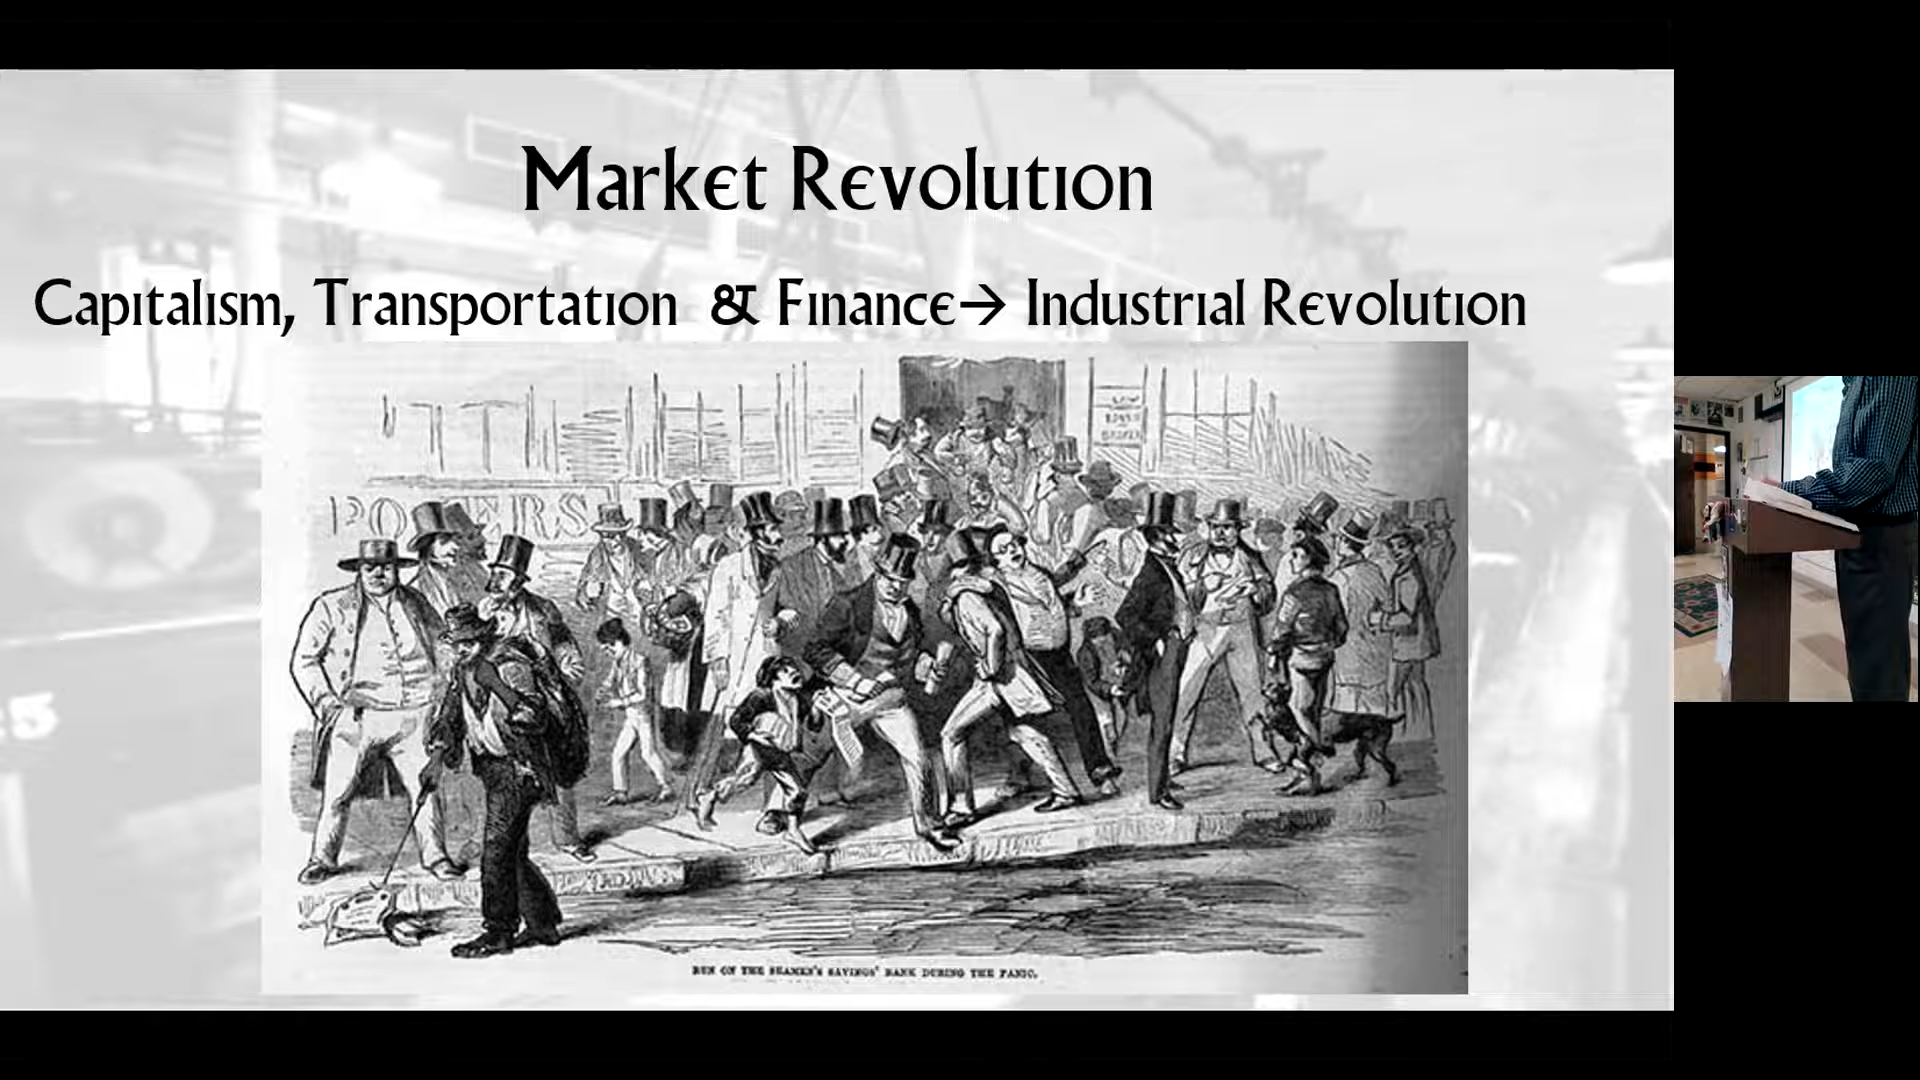 Market Revolution
Capitalism, Transportation & Finance→ Industrial Revolution
RUN ON THE SEAMEN'S SAVINGS' BANK DURING THE PANIC.